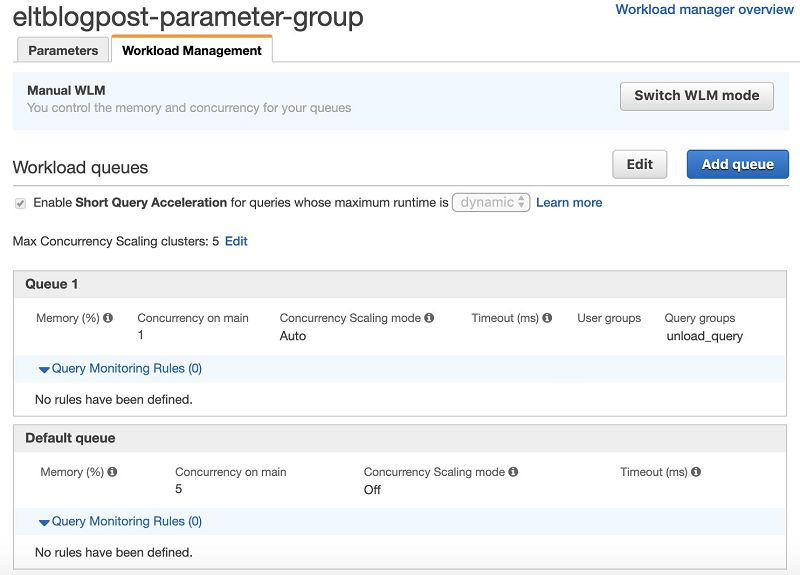 eltblogpost-parameter-group
Workload manager overview
Parameters
Workload Management
Manual WLM
You control the memory and concurrency for your queues
Switch WLM mode
Workload queues
Edit
Add queue
Enable Short Query Acceleration for queries whose maximum runtime is dynamic Learn more
Max Concurrency Scaling clusters: 5 Edit
Queue 1
Memory (%) Concurrency on main Concurrency Scaling mode Timeout (ms) User groups Query groups
1 Auto unload_query
Query Monitoring Rules (0)
No rules have been defined.
Default queue
Memory (%) Concurrency on main Concurrency Scaling mode Timeout (ms)
5 Off
Query Monitoring Rules (0)
No rules have been defined.